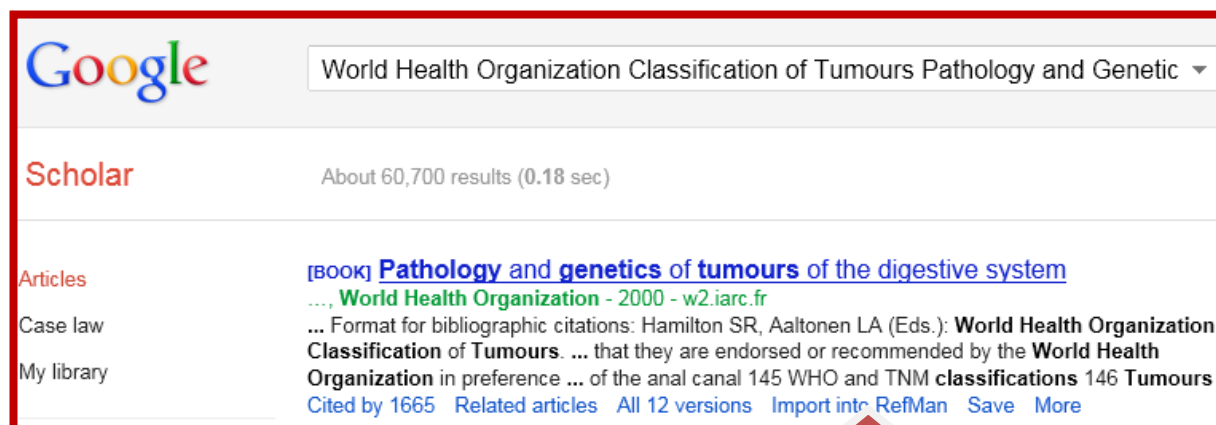 Google
World Health Organization Classification of Tumours Pathology and Genetic
Scholar
About 60,700 results (0.18 sec)
Articles
Case law
My library
[BOOK] Pathology and genetics of tumours of the digestive system
..., World Health Organization - 2000 - w2.iarc.fr
... Format for bibliographic citations: Hamilton SR, Aaltonen LA (Eds.): World Health Organization
Classification of Tumours. ... that they are endorsed or recommended by the World Health
Organization in preference ... of the anal canal 145 WHO and TNM classifications 146 Tumours
Cited by 1665 Related articles All 12 versions Import into RefMan Save More